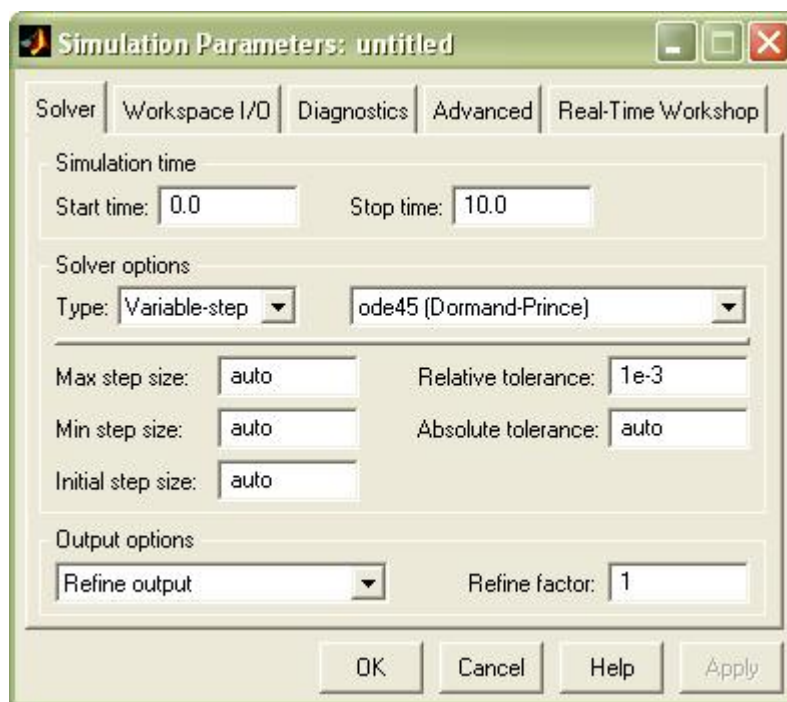 Simulation Parameters: untitled
Solver Workspace I/O Diagnostics Advanced Real-Time Workshop
Simulation time
Start time: 0.0 Stop time: 10.0
Solver options
Type: Variable-step ode45 (Dormand-Prince)
Max step size: auto Relative tolerance: 1e-3
Min step size: auto Absolute tolerance: auto
Initial step size: auto
Output options
Refine output Refine factor: 1
OK Cancel Help Apply